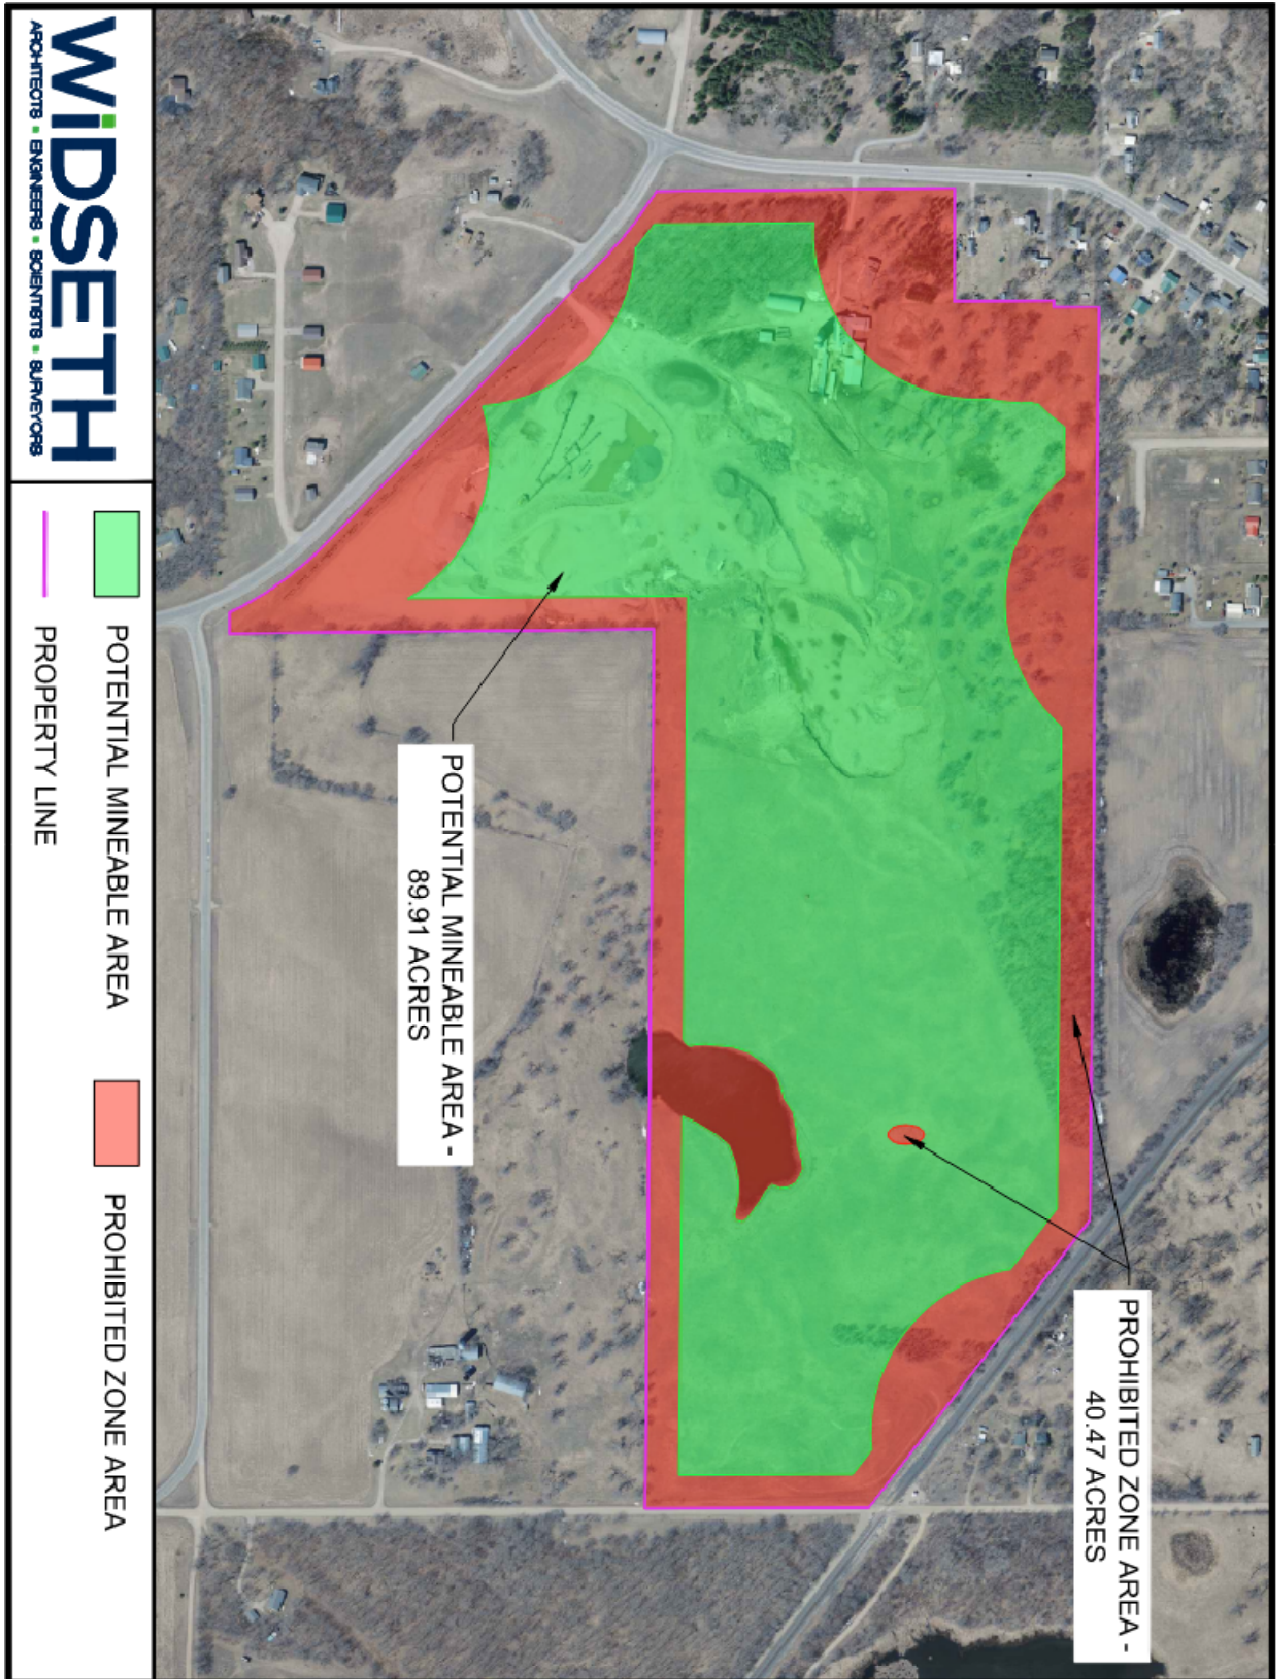 PROHIBITED ZONE AREA -
40.47 ACRES
POTENTIAL MINEABLE AREA -
89.91 ACRES
WiDSETH
ARCHITECTS ▪ ENGINEERS ▪ SCIENTISTS ▪ SURVEYORS
POTENTIAL MINEABLE AREA
PROHIBITED ZONE AREA
PROPERTY LINE